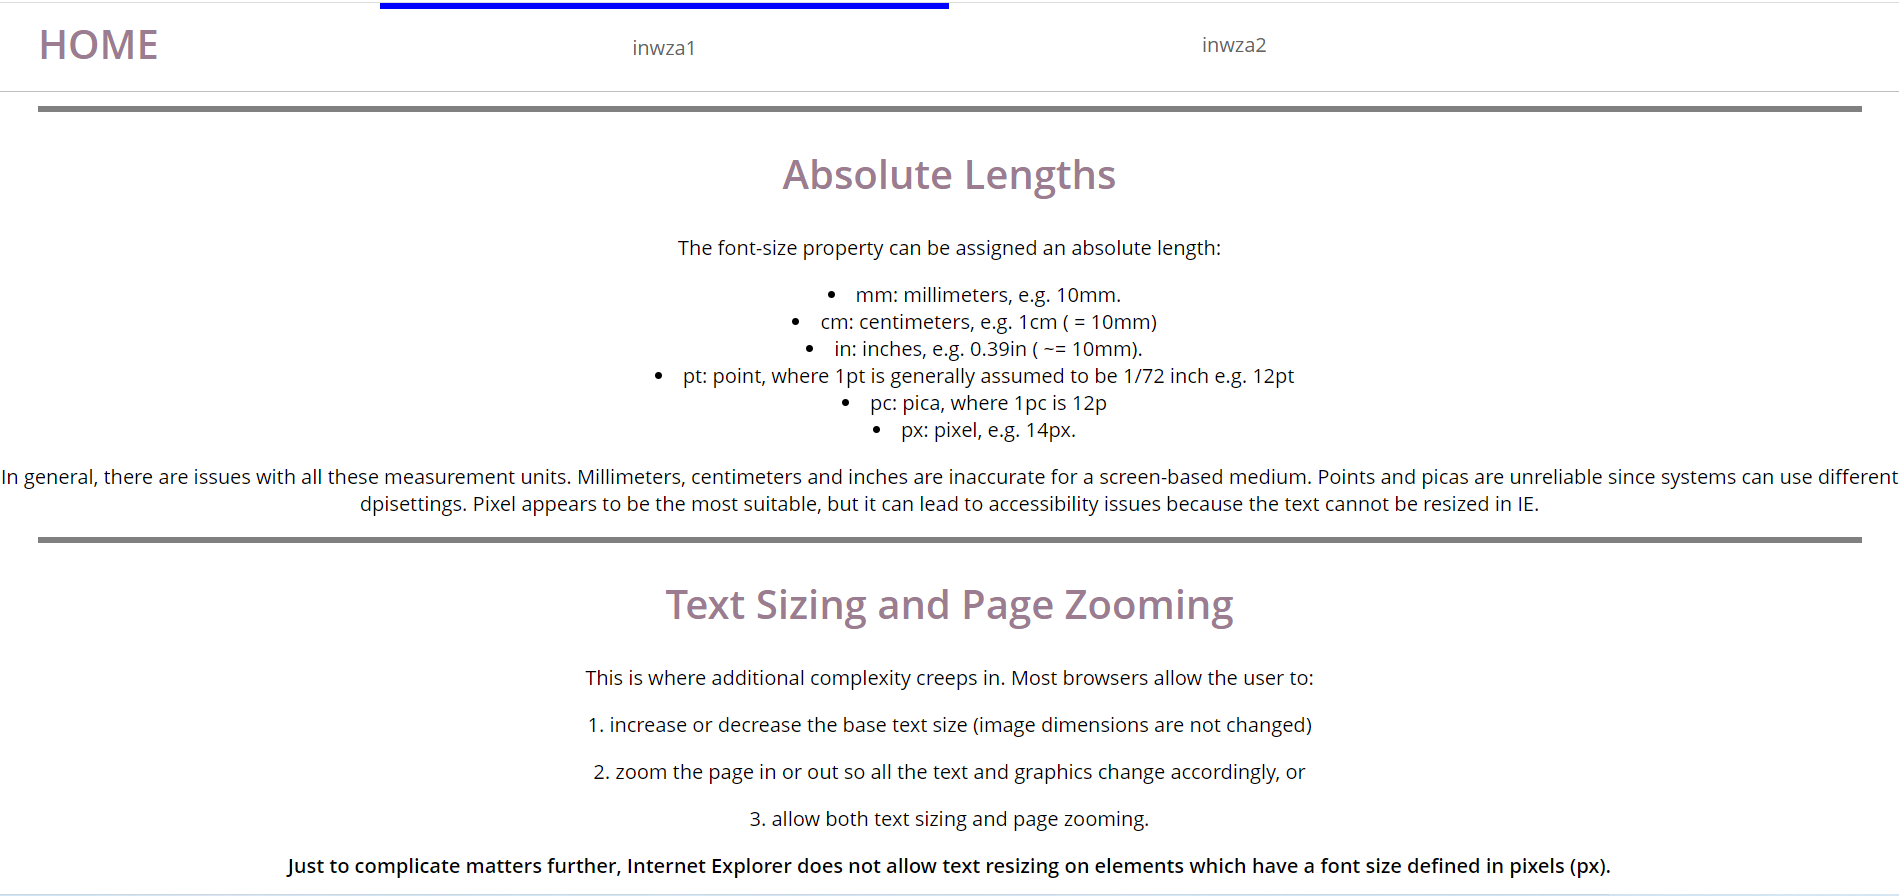 HOME
inwza1
inwza2
Absolute Lengths
The font-size property can be assigned an absolute length:
• mm: millimeters, e.g. 10mm.
• cm: centimeters, e.g. 1cm ( = 10mm)
• in: inches, e.g. 0.39in ( ~= 10mm).
• pt: point, where 1pt is generally assumed to be 1/72 inch e.g. 12pt
• pc: pica, where 1pc is 12p
• px: pixel, e.g. 14px.
In general, there are issues with all these measurement units. Millimeters, centimeters and inches are inaccurate for a screen-based medium. Points and picas are unreliable since systems can use different
dpisettings. Pixel appears to be the most suitable, but it can lead to accessibility issues because the text cannot be resized in IE.
Text Sizing and Page Zooming
This is where additional complexity creeps in. Most browsers allow the user to:
1. increase or decrease the base text size (image dimensions are not changed)
2. zoom the page in or out so all the text and graphics change accordingly, or
3. allow both text sizing and page zooming.
Just to complicate matters further, Internet Explorer does not allow text resizing on elements which have a font size defined in pixels (px).